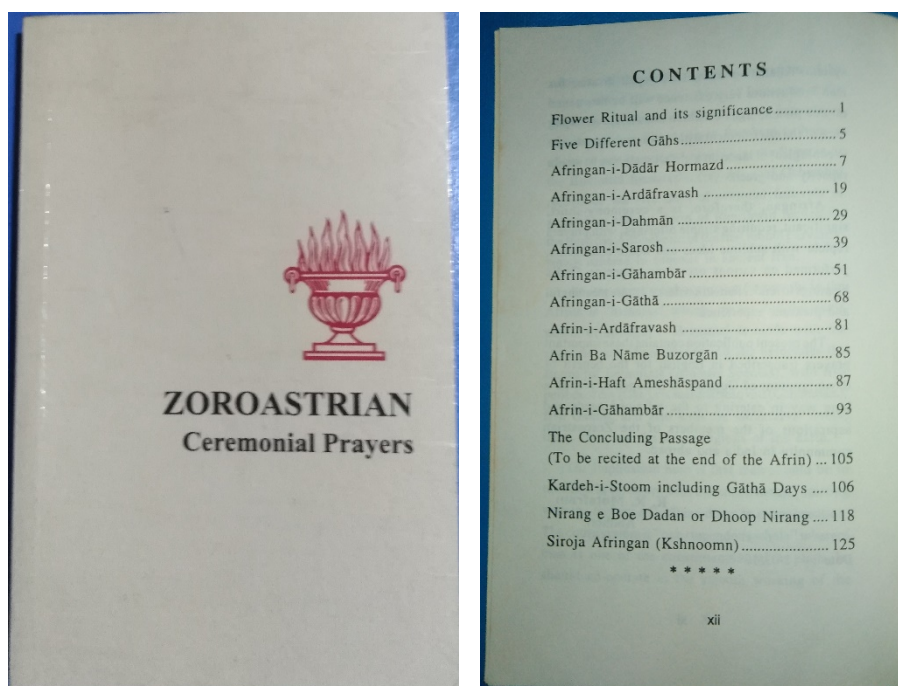 ZOROASTRIAN
Ceremonial Prayers
CONTENTS
Flower Ritual and its significance ................ 1
Five Different Gāhs ........................................ 5
Afringan-i-Dādār Hormazd ............................ 7
Afringan-i-Ardāfravash ................................ 19
Afringan-i-Dahmān ...................................... 29
Afringan-i-Sarosh ......................................... 39
Afringan-i-Gāhambār .................................... 51
Afringan-i-Gāthā .......................................... 68
Afrin-i-Ardāfravash ...................................... 81
Afrin Ba Nāme Buzorgān ............................ 85
Afrin-i-Haft Ameshāspand ........................... 87
Afrin-i-Gāhambār ......................................... 93
The Concluding Passage
(To be recited at the end of the Afrin) ... 105
Kardeh-i-Stoom including Gāthā Days .... 106
Nirang e Boe Dadan or Dhoop Nirang .... 118
Siroja Afringan (Kshnoomn) ....................... 125
* * * * *
xii